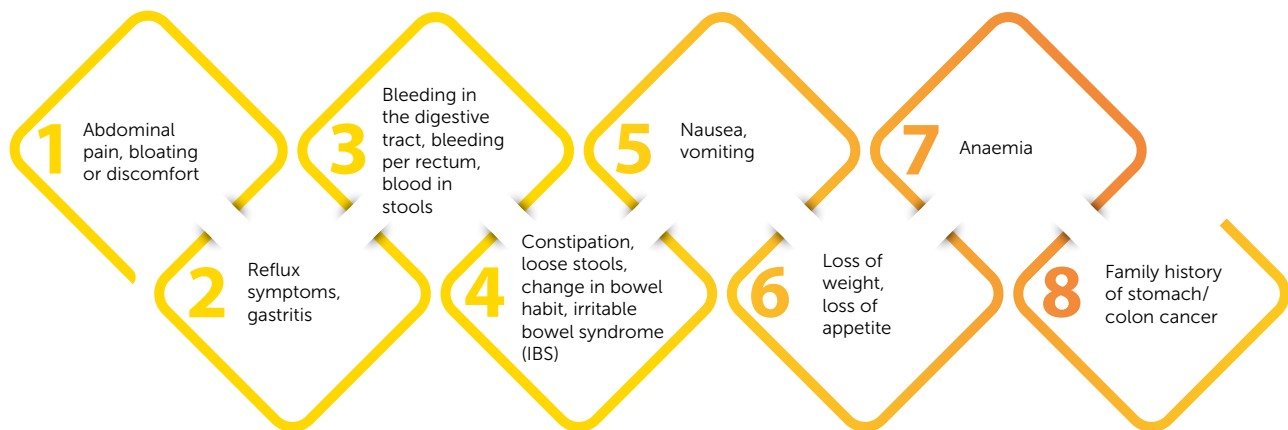 1
Abdominal
pain, bloating
or discomfort
2
Reflux
symptoms,
gastritis
3
Bleeding in
the digestive
tract, bleeding
per rectum,
blood in
stools
4
Constipation,
loose stools,
change in bowel
habit, irritable
bowel syndrome
(IBS)
5
Nausea,
vomiting
6
Loss of
weight,
loss of
appetite
7
Anaemia
8
Family history
of stomach/
colon cancer